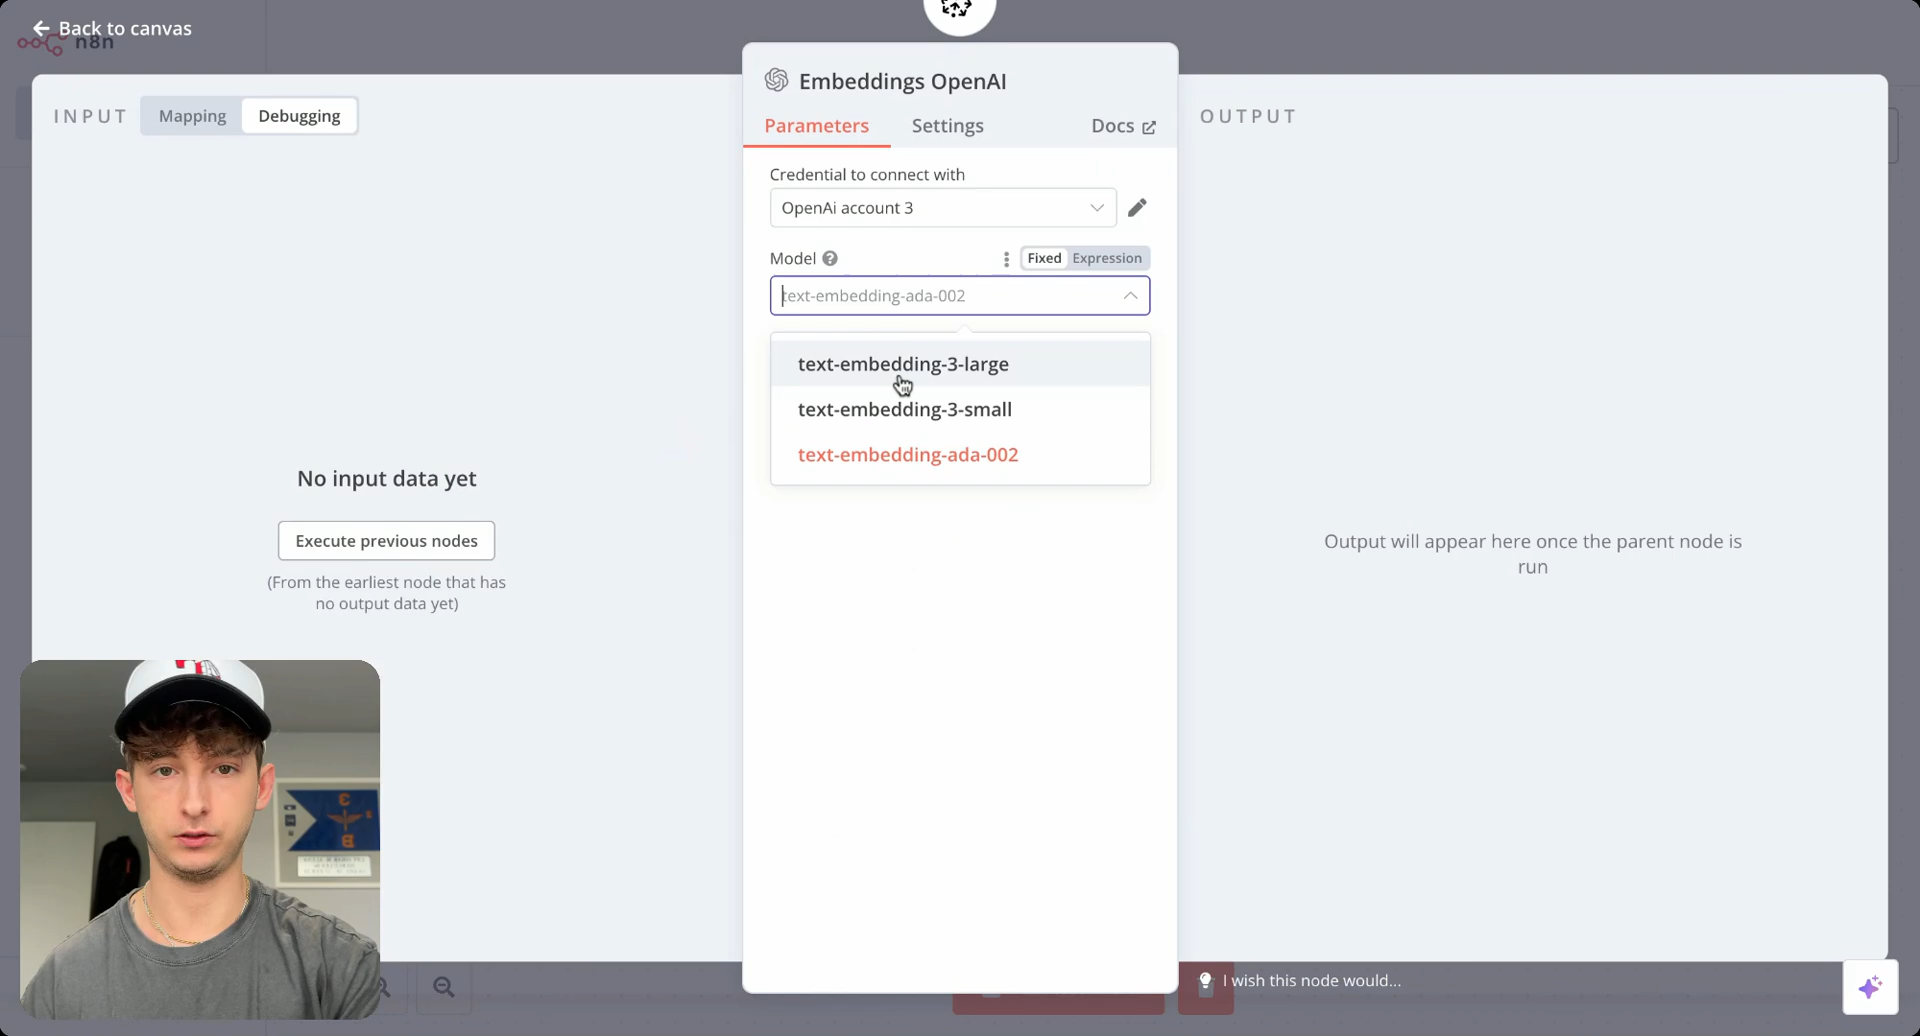 Back to canvas
n8n
INPUT
Mapping
Debugging
No input data yet
Execute previous nodes
(From the earliest node that has
no output data yet)
Embeddings OpenAI
Parameters
Settings
Docs
Credential to connect with
OpenAi account 3
Model
Fixed
Expression
text-embedding-ada-002
text-embedding-3-large
text-embedding-3-small
text-embedding-ada-002
OUTPUT
Output will appear here once the parent node is
run
I wish this node would...
3
B